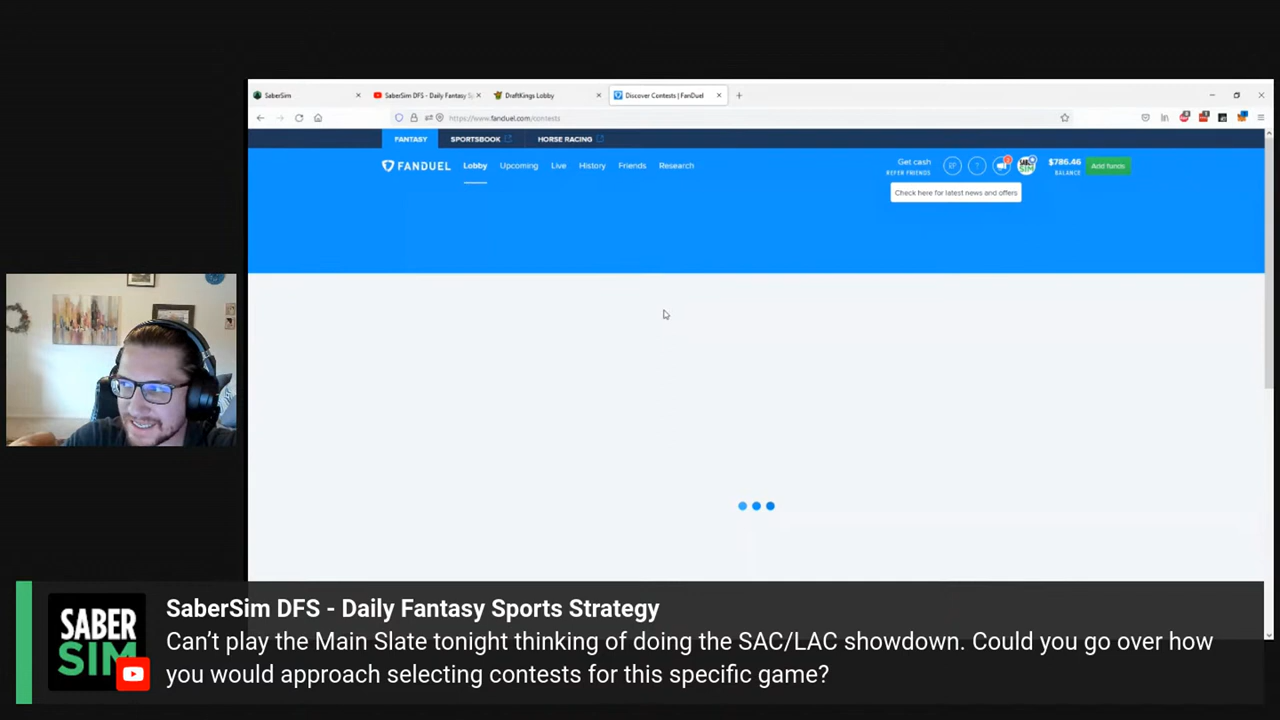 SaberSim
SaberSim DFS - Daily Fantasy Sp
DraftKings Lobby
Discover Contests | FanDuel
https://www.fanduel.com/contests
FANTASY SPORTSBOOK HORSE RACING
FANDUEL Lobby Upcoming Live History Friends Research
Get cash
REFER FRIENDS
$786.46
BALANCE
Add funds
Check here for latest news and offers
SABER
SIM
SaberSim DFS - Daily Fantasy Sports Strategy
Can’t play the Main Slate tonight thinking of doing the SAC/LAC showdown. Could you go over how
you would approach selecting contests for this specific game?